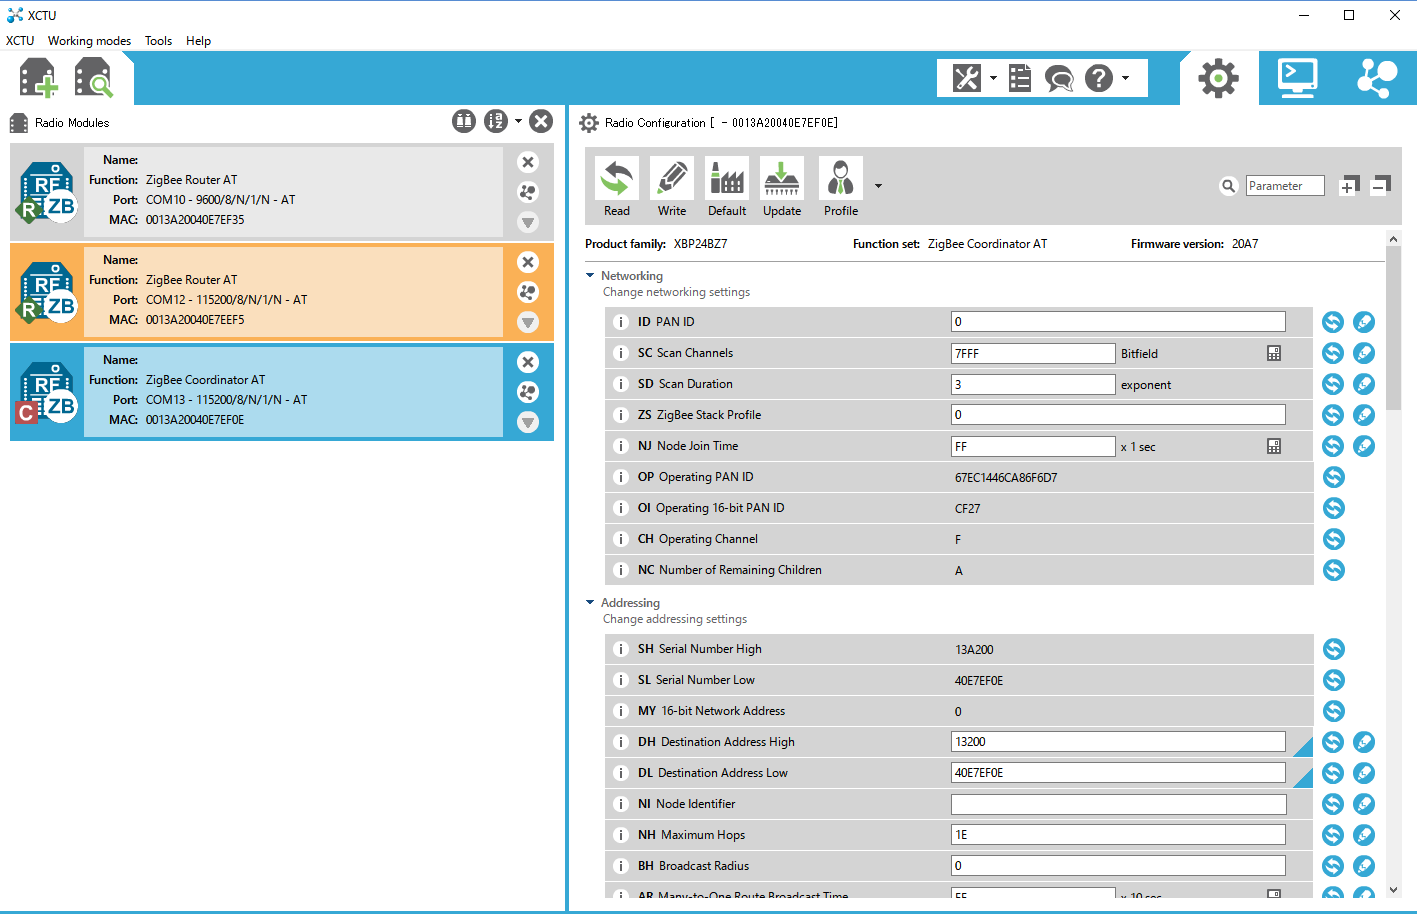 XCTU
XCTU Working modes Tools Help
Radio Modules
Name:
Function: ZigBee Router AT
Port: COM10 - 9600/8/N/1/N - AT
MAC: 0013A20040E7EF35
RF
ZB
R
Name:
Function: ZigBee Router AT
Port: COM12 - 115200/8/N/1/N - AT
MAC: 0013A20040E7EEF5
RF
ZB
R
Name:
Function: ZigBee Coordinator AT
Port: COM13 - 115200/8/N/1/N - AT
MAC: 0013A20040E7EF0E
RF
ZB
C
Radio Configuration [ - 0013A20040E7EF0E]
Read Write Default Update Profile
Parameter
Product family: XBP24BZ7 Function set: ZigBee Coordinator AT Firmware version: 20A7
Networking
Change networking settings
i ID PAN ID 0
i SC Scan Channels 7FFF Bitfield
i SD Scan Duration 3 exponent
i ZS ZigBee Stack Profile 0
i NJ Node Join Time FF x 1 sec
i OP Operating PAN ID 67EC1446CA86F6D7
i OI Operating 16-bit PAN ID CF27
i CH Operating Channel F
i NC Number of Remaining Children A
Addressing
Change addressing settings
i SH Serial Number High 13A200
i SL Serial Number Low 40E7EF0E
i MY 16-bit Network Address 0
i DH Destination Address High 13200
i DL Destination Address Low 40E7EF0E
i NI Node Identifier
i NH Maximum Hops 1E
i BH Broadcast Radius 0
i AR Many-to-One Route Broadcast Time FF x 10 sec